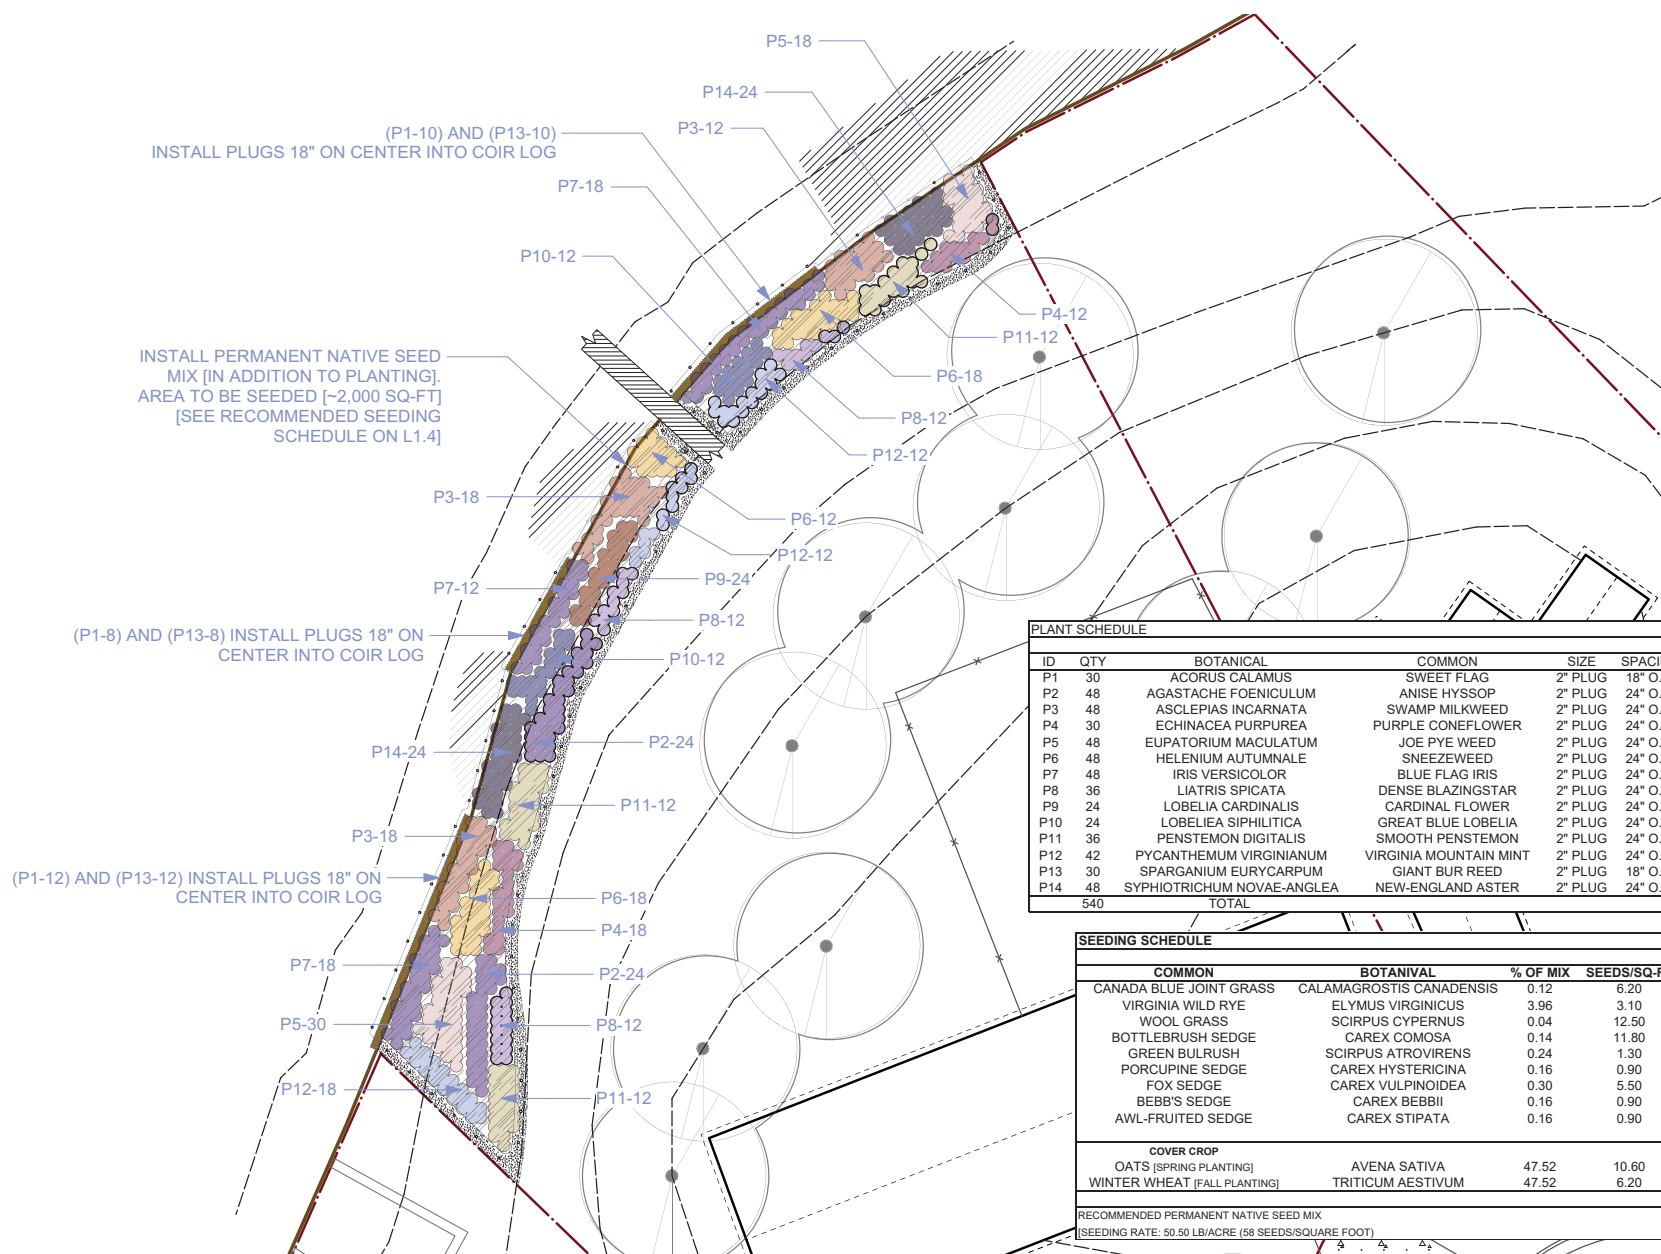 P5-18
P14-24
P3-12
(P1-10) AND (P13-10)
INSTALL PLUGS 18" ON CENTER INTO COIR LOG
P7-18
P10-12
P4-12
P11-12
P6-18
P8-12
P12-12
INSTALL PERMANENT NATIVE SEED
MIX [IN ADDITION TO PLANTING].
AREA TO BE SEEDED [~2,000 SQ-FT]
[SEE RECOMMENDED SEEDING
SCHEDULE ON L1.4]
P3-18
P6-12
P12-12
P9-24
P7-12
P8-12
(P1-8) AND (P13-8) INSTALL PLUGS 18" ON
CENTER INTO COIR LOG
P10-12
P2-24
P14-24
P11-12
P3-18
(P1-12) AND (P13-12) INSTALL PLUGS 18" ON
CENTER INTO COIR LOG
P6-18
P4-18
P7-18
P2-24
P5-30
P8-12
P12-18
P11-12
PLANT SCHEDULE
ID QTY BOTANICAL COMMON SIZE SPACI
P1 30 ACORUS CALAMUS SWEET FLAG 2" PLUG 18" O.
P2 48 AGASTACHE FOENICULUM ANISE HYSSOP 2" PLUG 24" O.
P3 48 ASCLEPIAS INCARNATA SWAMP MILKWEED 2" PLUG 24" O.
P4 30 ECHINACEA PURPUREA PURPLE CONEFLOWER 2" PLUG 24" O.
P5 48 EUPATORIUM MACULATUM JOE PYE WEED 2" PLUG 24" O.
P6 48 HELENIUM AUTUMNALE SNEEZEWEED 2" PLUG 24" O.
P7 48 IRIS VERSICOLOR BLUE FLAG IRIS 2" PLUG 24" O.
P8 36 LIATRIS SPICATA DENSE BLAZINGSTAR 2" PLUG 24" O.
P9 24 LOBELIA CARDINALIS CARDINAL FLOWER 2" PLUG 24" O.
P10 24 LOBELIEA SIPHILITICA GREAT BLUE LOBELIA 2" PLUG 24" O.
P11 36 PENSTEMON DIGITALIS SMOOTH PENSTEMON 2" PLUG 24" O.
P12 42 PYCANTHEMUM VIRGINIANUM VIRGINIA MOUNTAIN MINT 2" PLUG 24" O.
P13 30 SPARGANIUM EURYCARPUM GIANT BUR REED 2" PLUG 18" O.
P14 48 SYPHIOTRICHUM NOVAE-ANGLEA NEW-ENGLAND ASTER 2" PLUG 24" O.
540 TOTAL
SEEDING SCHEDULE
COMMON BOTANIVAL % OF MIX SEEDS/SQ-F
CANADA BLUE JOINT GRASS CALAMAGROSTIS CANADENSIS 0.12 6.20
VIRGINIA WILD RYE ELYMUS VIRGINICUS 3.96 3.10
WOOL GRASS SCIRPUS CYPERNUS 0.04 12.50
BOTTLEBRUSH SEDGE CAREX COMOSA 0.14 11.80
GREEN BULRUSH SCIRPUS ATROVIRENS 0.24 1.30
PORCUPINE SEDGE CAREX HYSTERICINA 0.16 0.90
FOX SEDGE CAREX VULPINOIDEA 0.30 5.50
BEBB'S SEDGE CAREX BEBBII 0.16 0.90
AWL-FRUITED SEDGE CAREX STIPATA 0.16 0.90
COVER CROP
OATS [SPRING PLANTING] AVENA SATIVA 47.52 10.60
WINTER WHEAT [FALL PLANTING] TRITICUM AESTIVUM 47.52 6.20
RECOMMENDED PERMANENT NATIVE SEED MIX
[SEEDING RATE: 50.50 LB/ACRE (58 SEEDS/SQUARE FOOT)